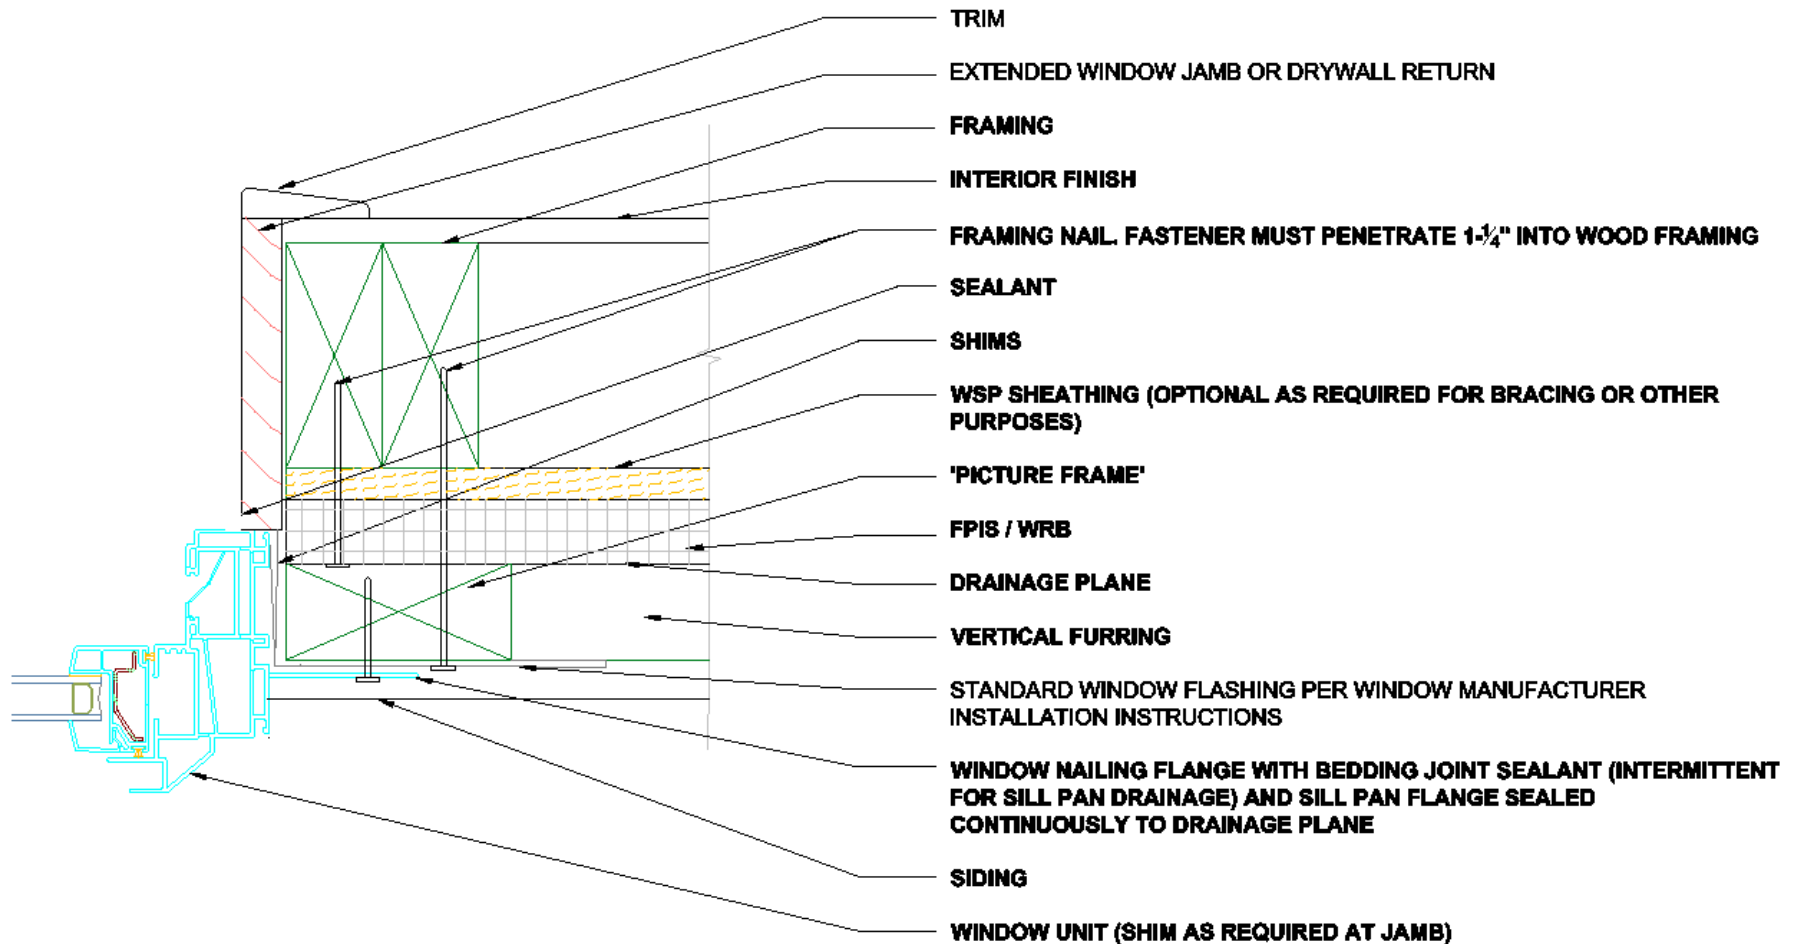 TRIM
EXTENDED WINDOW JAMB OR DRYWALL RETURN
FRAMING
INTERIOR FINISH
FRAMING NAIL. FASTENER MUST PENETRATE 1-¼" INTO WOOD FRAMING
SEALANT
SHIMS
WSP SHEATHING (OPTIONAL AS REQUIRED FOR BRACING OR OTHER
PURPOSES)
'PICTURE FRAME'
FPIS / WRB
DRAINAGE PLANE
VERTICAL FURRING
STANDARD WINDOW FLASHING PER WINDOW MANUFACTURER
INSTALLATION INSTRUCTIONS
WINDOW NAILING FLANGE WITH BEDDING JOINT SEALANT (INTERMITTENT
FOR SILL PAN DRAINAGE) AND SILL PAN FLANGE SEALED
CONTINUOUSLY TO DRAINAGE PLANE
SIDING
WINDOW UNIT (SHIM AS REQUIRED AT JAMB)